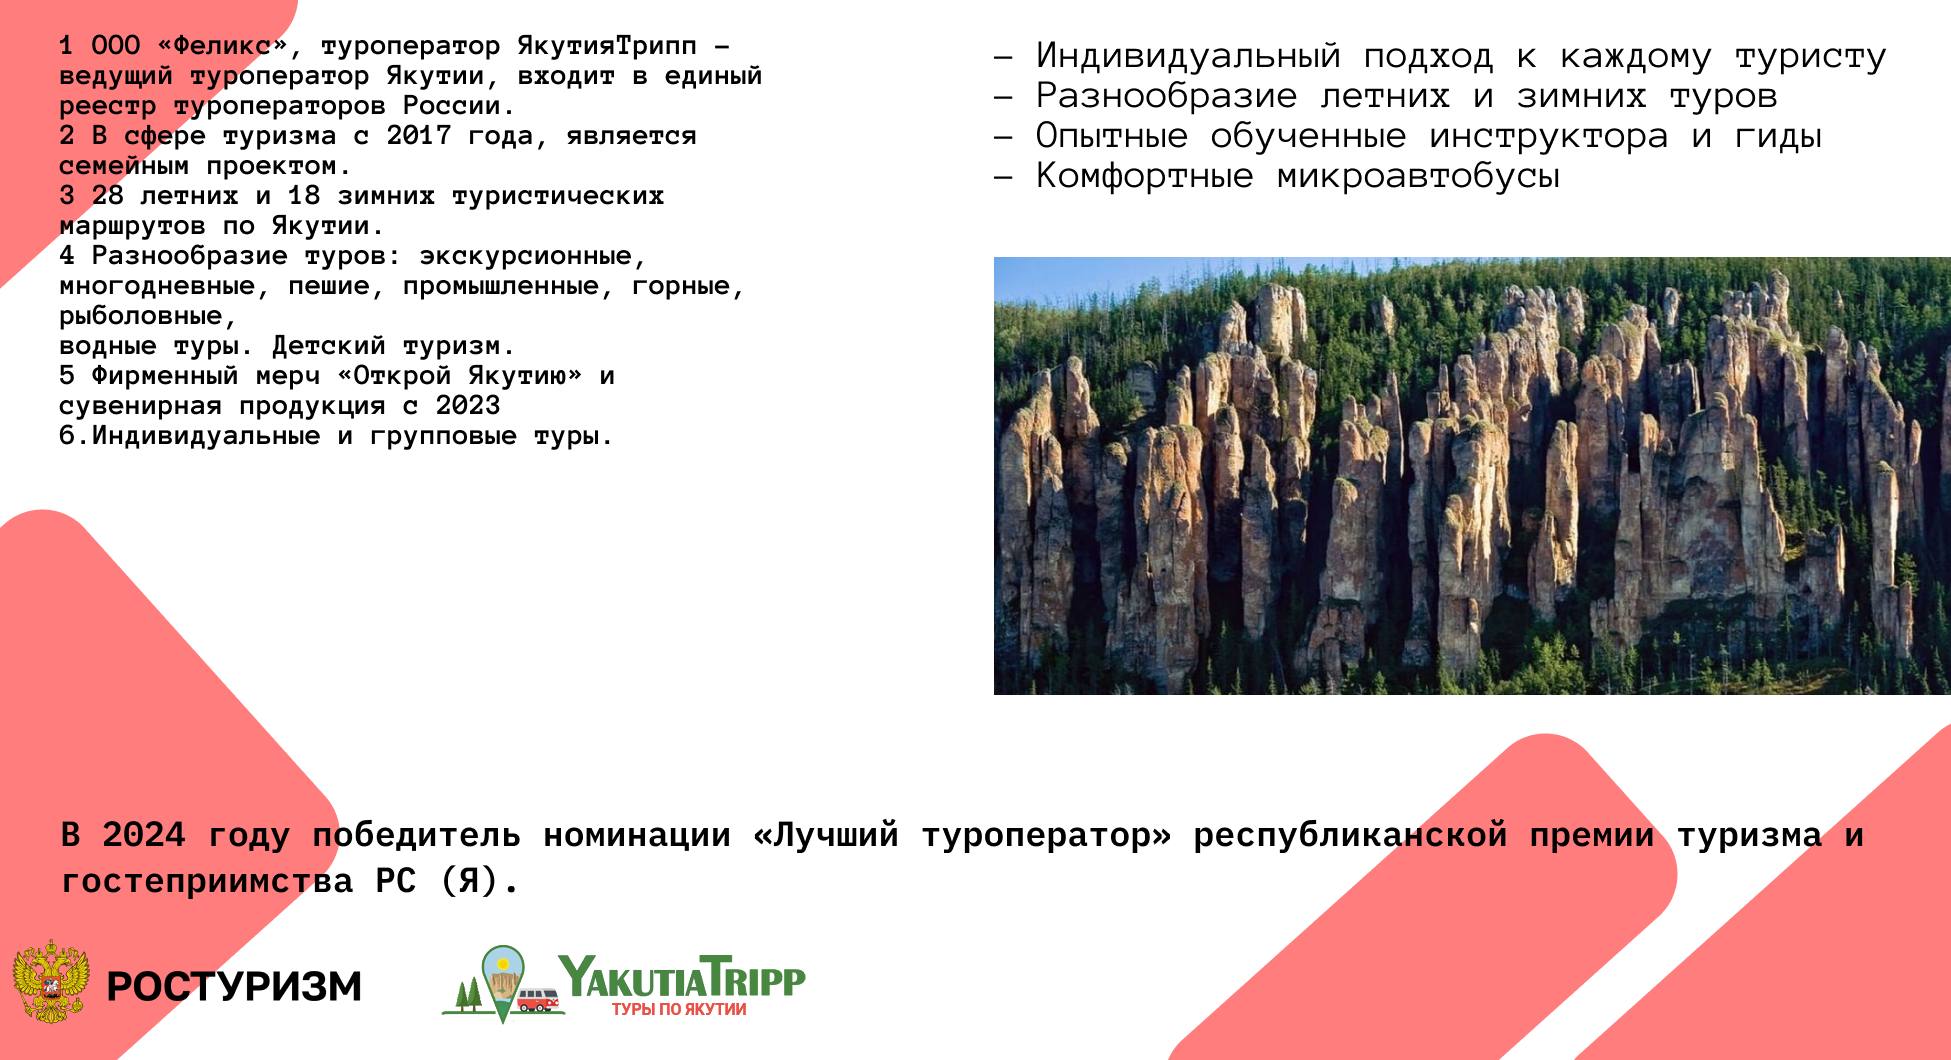 1 ООО «Феликс», туроператор ЯкутияТрипп –
ведущий туроператор Якутии, входит в единый
реестр туроператоров России.
2 В сфере туризма с 2017 года, является
семейным проектом.
3 28 летних и 18 зимних туристических
маршрутов по Якутии.
4 Разнообразие туров: экскурсионные,
многодневные, пешие, промышленные, горные,
рыболовные,
водные туры. Детский туризм.
5 Фирменный мерч «Открой Якутию» и
сувенирная продукция с 2023
6.Индивидуальные и групповые туры.
– Индивидуальный подход к каждому туристу
– Разнообразие летних и зимних туров
– Опытные обученные инструктора и гиды
– Комфортные микроавтобусы
В 2024 году победитель номинации «Лучший туроператор» республиканской премии туризма и
гостеприимства РС (Я).
РОСТУРИЗМ
YAKUTIATRIPP
ТУРЫ ПО ЯКУТИИ